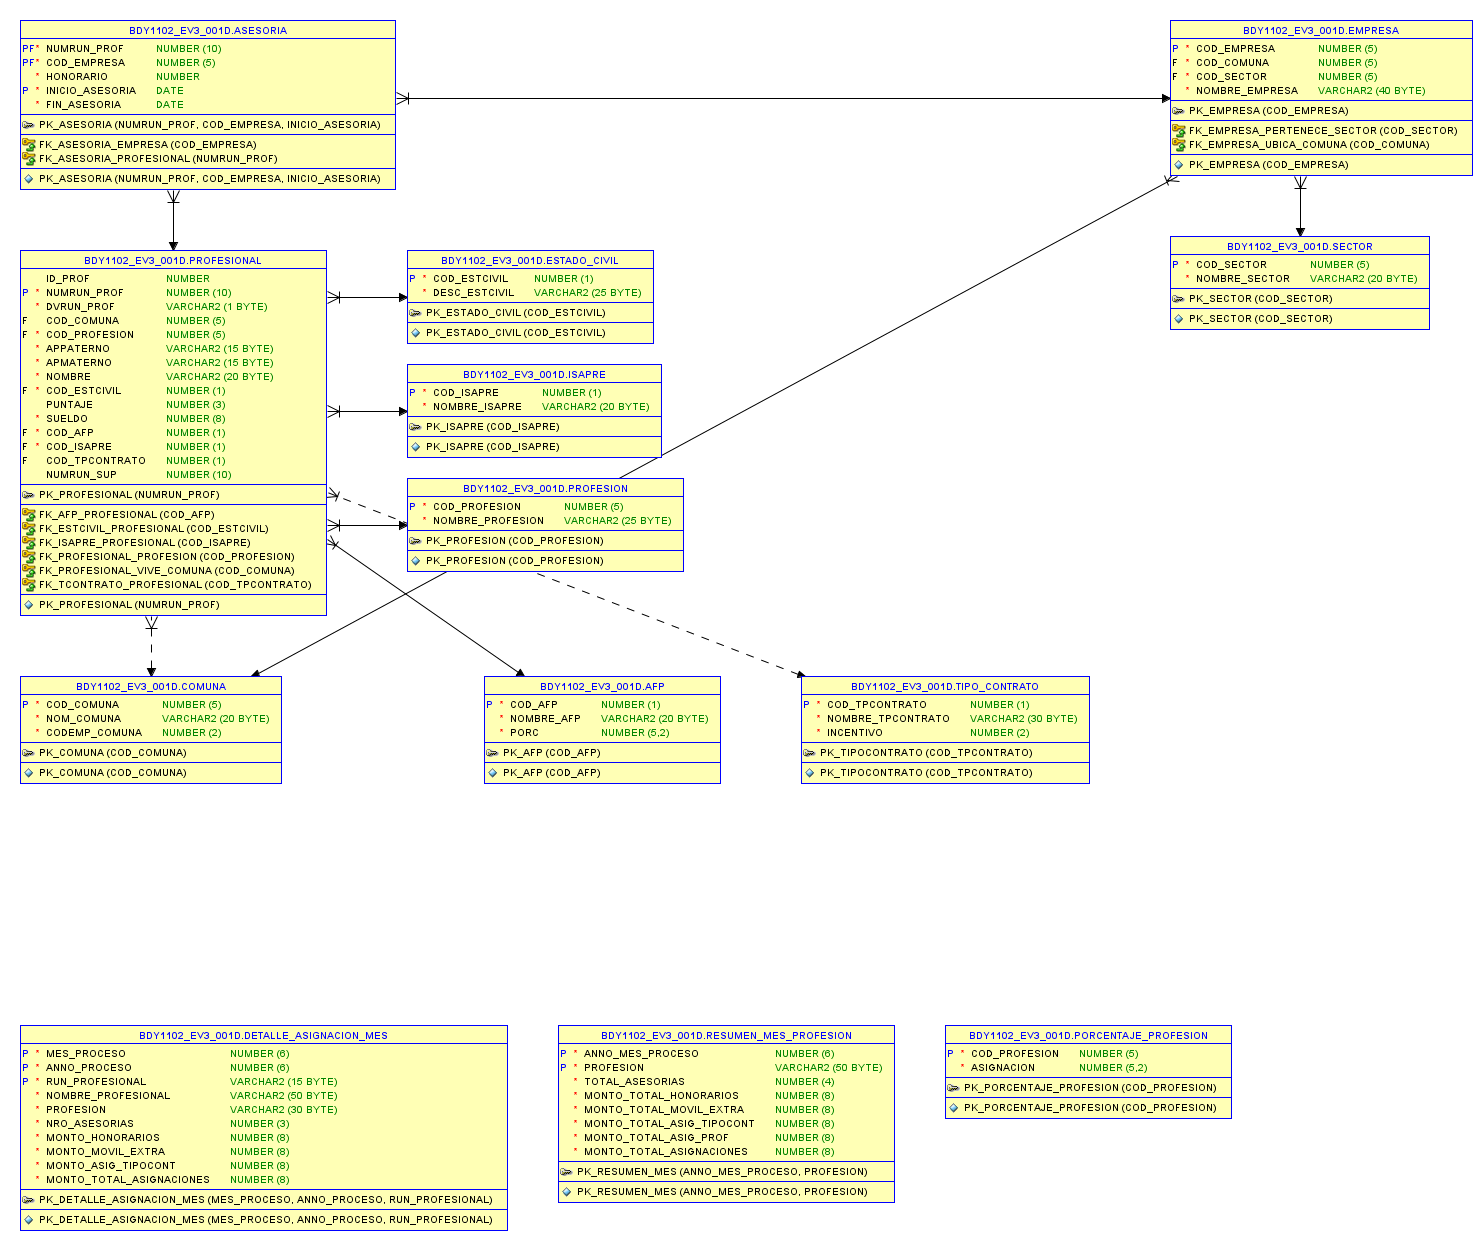 BDY1102_EV3_001D.ASESORIA
PF* NUMRUN_PROF NUMBER (10)
PF* COD_EMPRESA NUMBER (5)
* HONORARIO NUMBER
P * INICIO_ASESORIA DATE
* FIN_ASESORIA DATE
PK_ASESORIA (NUMRUN_PROF, COD_EMPRESA, INICIO_ASESORIA)
FK_ASESORIA_EMPRESA (COD_EMPRESA)
FK_ASESORIA_PROFESIONAL (NUMRUN_PROF)
PK_ASESORIA (NUMRUN_PROF, COD_EMPRESA, INICIO_ASESORIA)
BDY1102_EV3_001D.EMPRESA
P * COD_EMPRESA NUMBER (5)
F * COD_COMUNA NUMBER (5)
F * COD_SECTOR NUMBER (5)
* NOMBRE_EMPRESA VARCHAR2 (40 BYTE)
PK_EMPRESA (COD_EMPRESA)
FK_EMPRESA_PERTENECE_SECTOR (COD_SECTOR)
FK_EMPRESA_UBICA_COMUNA (COD_COMUNA)
PK_EMPRESA (COD_EMPRESA)
BDY1102_EV3_001D.PROFESIONAL
ID_PROF NUMBER
P * NUMRUN_PROF NUMBER (10)
* DVRUN_PROF VARCHAR2 (1 BYTE)
F COD_COMUNA NUMBER (5)
F * COD_PROFESION NUMBER (5)
* APPATERNO VARCHAR2 (15 BYTE)
* APMATERNO VARCHAR2 (15 BYTE)
* NOMBRE VARCHAR2 (20 BYTE)
F * COD_ESTCIVIL NUMBER (1)
PUNTAJE NUMBER (3)
* SUELDO NUMBER (8)
F * COD_AFP NUMBER (1)
F * COD_ISAPRE NUMBER (1)
F COD_TPCONTRATO NUMBER (1)
NUMRUN_SUP NUMBER (10)
PK_PROFESIONAL (NUMRUN_PROF)
FK_AFP_PROFESIONAL (COD_AFP)
FK_ESTCIVIL_PROFESIONAL (COD_ESTCIVIL)
FK_ISAPRE_PROFESIONAL (COD_ISAPRE)
FK_PROFESIONAL_PROFESION (COD_PROFESION)
FK_PROFESIONAL_VIVE_COMUNA (COD_COMUNA)
FK_TCONTRATO_PROFESIONAL (COD_TPCONTRATO)
PK_PROFESIONAL (NUMRUN_PROF)
BDY1102_EV3_001D.ESTADO_CIVIL
P * COD_ESTCIVIL NUMBER (1)
* DESC_ESTCIVIL VARCHAR2 (25 BYTE)
PK_ESTADO_CIVIL (COD_ESTCIVIL)
PK_ESTADO_CIVIL (COD_ESTCIVIL)
BDY1102_EV3_001D.SECTOR
P * COD_SECTOR NUMBER (5)
* NOMBRE_SECTOR VARCHAR2 (20 BYTE)
PK_SECTOR (COD_SECTOR)
PK_SECTOR (COD_SECTOR)
BDY1102_EV3_001D.ISAPRE
P * COD_ISAPRE NUMBER (1)
* NOMBRE_ISAPRE VARCHAR2 (20 BYTE)
PK_ISAPRE (COD_ISAPRE)
PK_ISAPRE (COD_ISAPRE)
BDY1102_EV3_001D.PROFESION
P * COD_PROFESION NUMBER (5)
* NOMBRE_PROFESION VARCHAR2 (25 BYTE)
PK_PROFESION (COD_PROFESION)
PK_PROFESION (COD_PROFESION)
BDY1102_EV3_001D.COMUNA
P * COD_COMUNA NUMBER (5)
* NOM_COMUNA VARCHAR2 (20 BYTE)
* CODEMP_COMUNA NUMBER (2)
PK_COMUNA (COD_COMUNA)
PK_COMUNA (COD_COMUNA)
BDY1102_EV3_001D.AFP
P * COD_AFP NUMBER (1)
* NOMBRE_AFP VARCHAR2 (20 BYTE)
* PORC NUMBER (5,2)
PK_AFP (COD_AFP)
PK_AFP (COD_AFP)
BDY1102_EV3_001D.TIPO_CONTRATO
P * COD_TPCONTRATO NUMBER (1)
* NOMBRE_TPCONTRATO VARCHAR2 (30 BYTE)
* INCENTIVO NUMBER (2)
PK_TIPOCONTRATO (COD_TPCONTRATO)
PK_TIPOCONTRATO (COD_TPCONTRATO)
BDY1102_EV3_001D.DETALLE_ASIGNACION_MES
P * MES_PROCESO NUMBER (6)
P * ANNO_PROCESO NUMBER (6)
P * RUN_PROFESIONAL VARCHAR2 (15 BYTE)
* NOMBRE_PROFESIONAL VARCHAR2 (50 BYTE)
* PROFESION VARCHAR2 (30 BYTE)
* NRO_ASESORIAS NUMBER (3)
* MONTO_HONORARIOS NUMBER (8)
* MONTO_MOVIL_EXTRA NUMBER (8)
* MONTO_ASIG_TIPOCONT NUMBER (8)
* MONTO_TOTAL_ASIGNACIONES NUMBER (8)
PK_DETALLE_ASIGNACION_MES (MES_PROCESO, ANNO_PROCESO, RUN_PROFESIONAL)
PK_DETALLE_ASIGNACION_MES (MES_PROCESO, ANNO_PROCESO, RUN_PROFESIONAL)
BDY1102_EV3_001D.RESUMEN_MES_PROFESION
P * ANNO_MES_PROCESO NUMBER (6)
P * PROFESION VARCHAR2 (50 BYTE)
* TOTAL_ASESORIAS NUMBER (4)
* MONTO_TOTAL_HONORARIOS NUMBER (8)
* MONTO_TOTAL_MOVIL_EXTRA NUMBER (8)
* MONTO_TOTAL_ASIG_TIPOCONT NUMBER (8)
* MONTO_TOTAL_ASIG_PROF NUMBER (8)
* MONTO_TOTAL_ASIGNACIONES NUMBER (8)
PK_RESUMEN_MES (ANNO_MES_PROCESO, PROFESION)
PK_RESUMEN_MES (ANNO_MES_PROCESO, PROFESION)
BDY1102_EV3_001D.PORCENTAJE_PROFESION
P * COD_PROFESION NUMBER (5)
* ASIGNACION NUMBER (5,2)
PK_PORCENTAJE_PROFESION (COD_PROFESION)
PK_PORCENTAJE_PROFESION (COD_PROFESION)